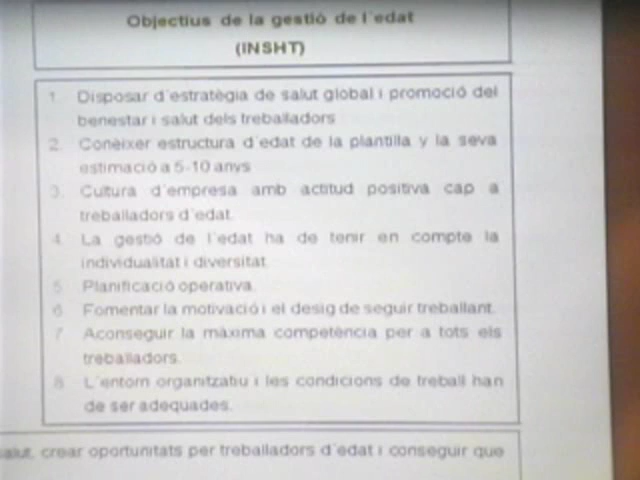 Objectius de la gestió de l´edat
(INSHT)
1. Disposar d´estratègia de salut global i promoció del
benestar i salut dels treballadors
2. Conèixer estructura d´edat de la plantilla y la seva
estimació a 5-10 anys
3. Cultura d´empresa amb actitud positiva cap a
treballadors d´edat.
4. La gestió de l´edat ha de tenir en compte la
individualitat i diversitat
5. Planificació operativa.
6. Fomentar la motivació i el desig de seguir treballant.
7. Aconseguir la màxima competència per a tots els
treballadors.
8. L´entorn organitzatiu i les condicions de treball han
de ser adequades.
salut, crear oportunitats per treballadors d´edat i conseguir que